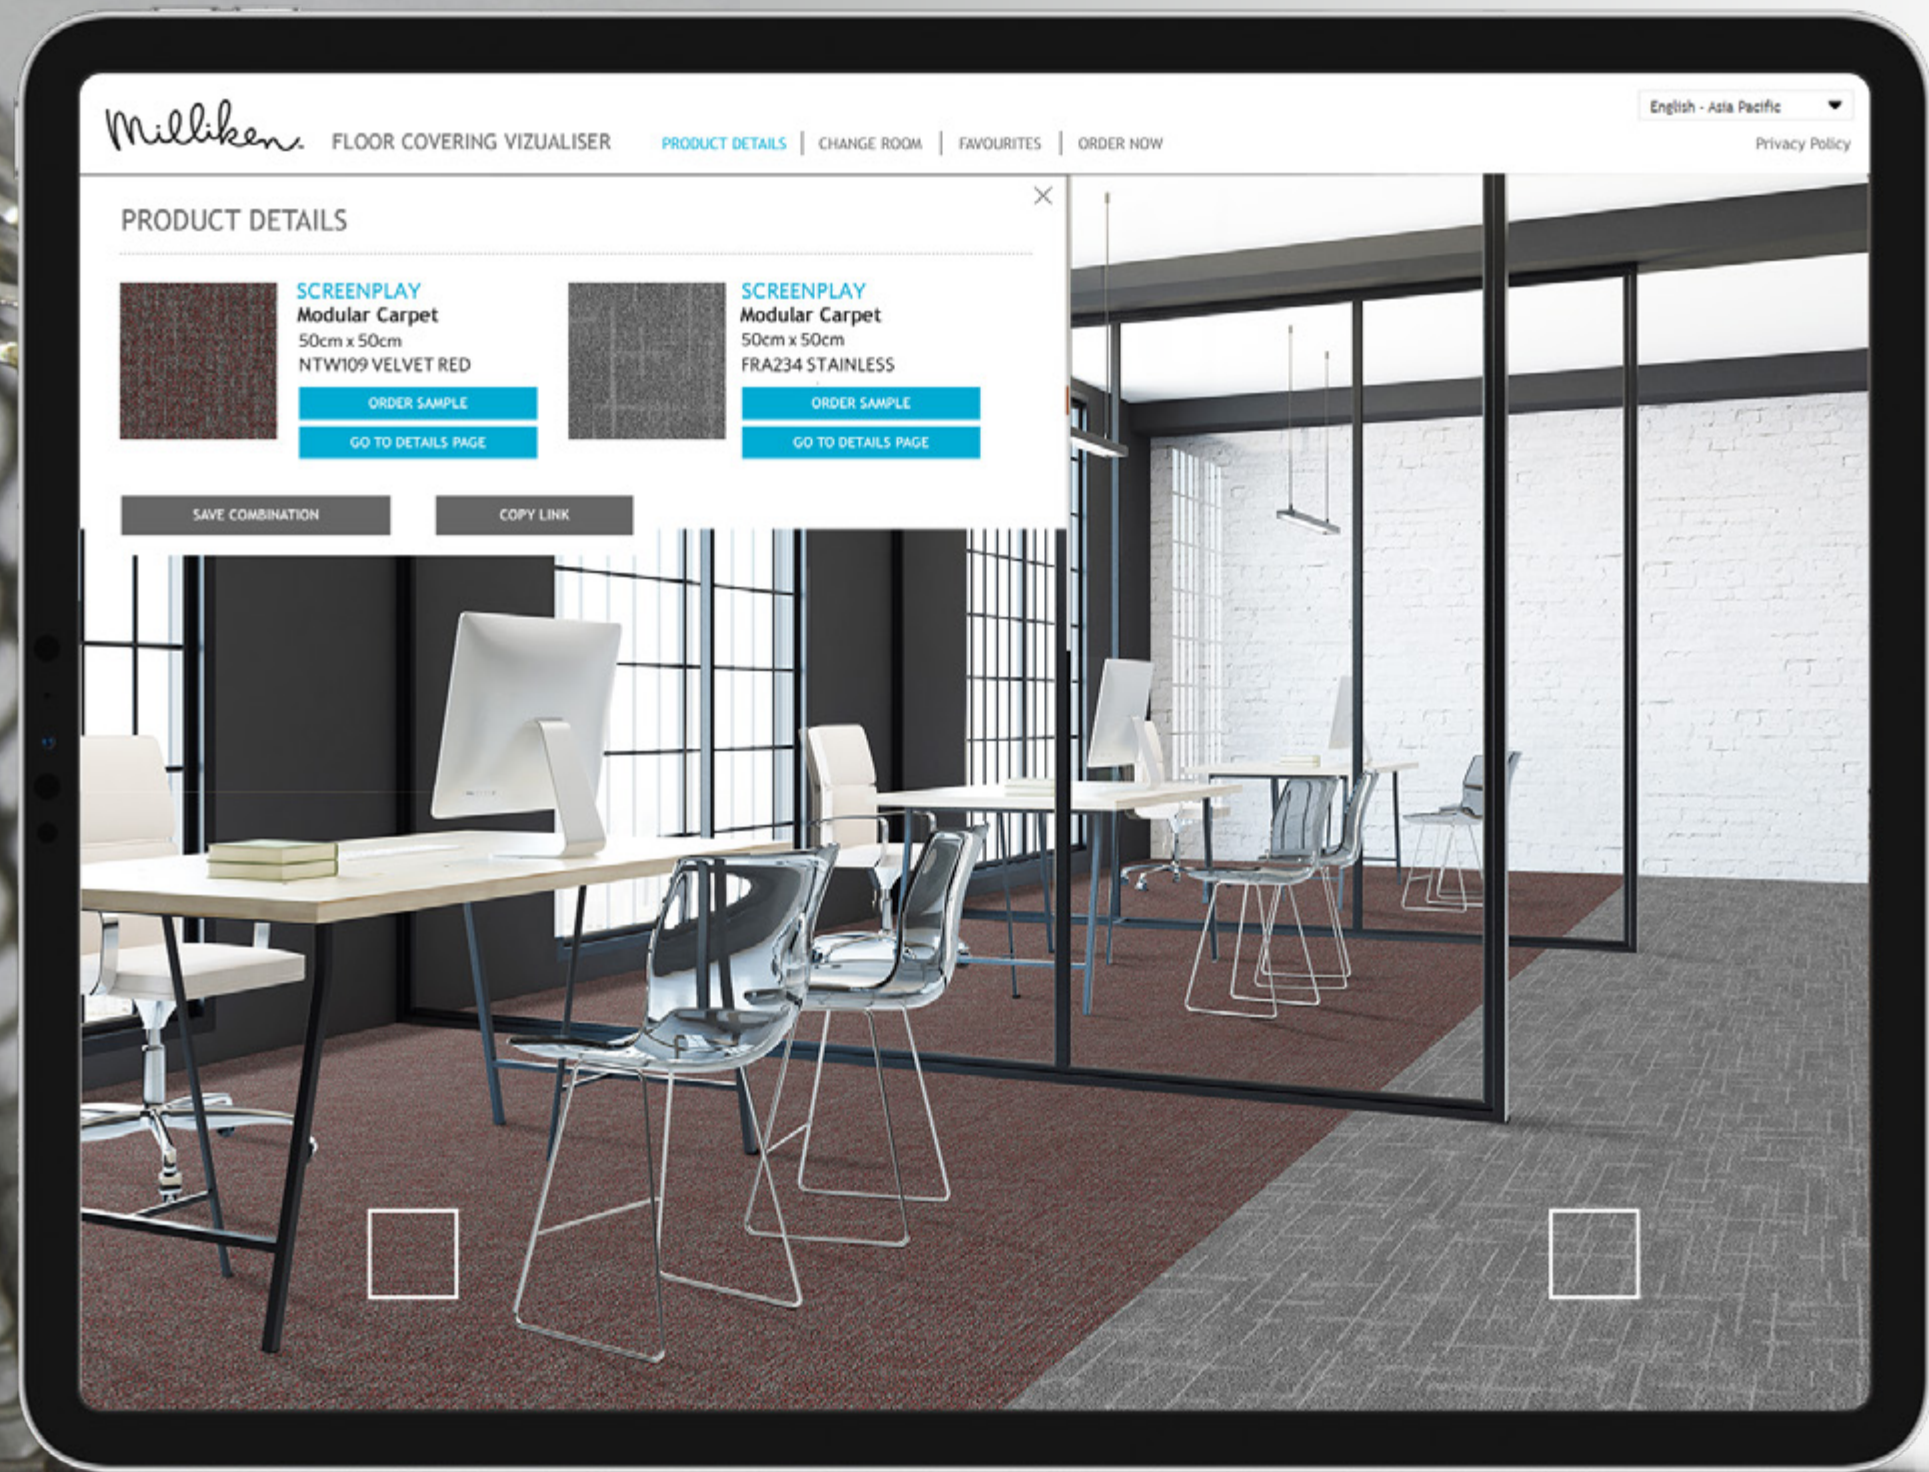 English - Asia Pacific
Milliken.
FLOOR COVERING VIZUALISER
PRODUCT DETAILS
CHANGE ROOM
FAVOURITES
ORDER NOW
Privacy Policy
PRODUCT DETAILS
SCREENPLAY
Modular Carpet
50cm x 50cm
NTW109 VELVET RED
ORDER SAMPLE
GO TO DETAILS PAGE
SCREENPLAY
Modular Carpet
50cm x 50cm
FRA234 STAINLESS
ORDER SAMPLE
GO TO DETAILS PAGE
SAVE COMBINATION
COPY LINK